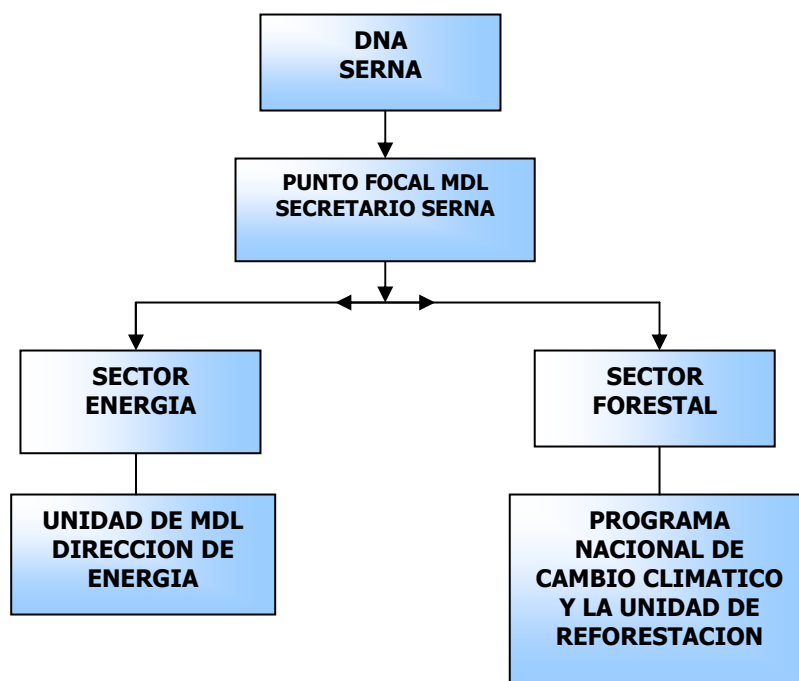 DNA
SERNA
PUNTO FOCAL MDL
SECRETARIO SERNA
SECTOR
ENERGIA
SECTOR
FORESTAL
UNIDAD DE MDL
DIRECCION DE
ENERGIA
PROGRAMA
NACIONAL DE
CAMBIO CLIMATICO
Y LA UNIDAD DE
REFORESTACION